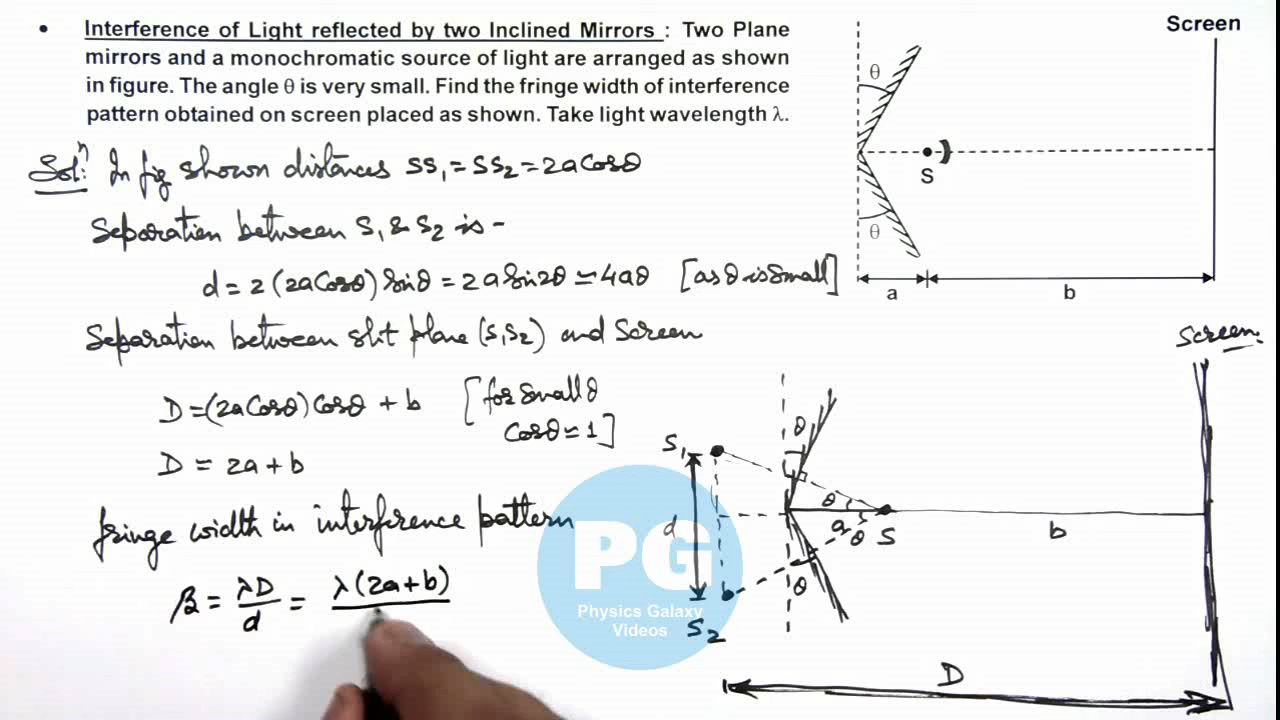 • Interference of Light reflected by two Inclined Mirrors : Two Plane
mirrors and a monochromatic source of light are arranged as shown
in figure. The angle θ is very small. Find the fringe width of interference
pattern obtained on screen placed as shown. Take light wavelength λ.
Screen
θ
S
θ
a
b
Solⁿ: In fig shown distances SS₁ = SS₂ = 2a Cosθ
Separation between S₁ & S₂ is –
d = 2 (2a Cosθ) Sinθ = 2a Sin2θ ≃ 4aθ [as θ is Small]
Separation between slit plane (S₁S₂) and Screen
D = (2a Cosθ) Cosθ + b [for Small θ
Cosθ ≃ 1]
D = 2a + b
fringe width in interference pattern
β = λD/d = λ(2a+b)
Screen
θ
S₁
θ
a
θ
S
b
d
θ
S₂
D
PG
Physics Galaxy
Videos